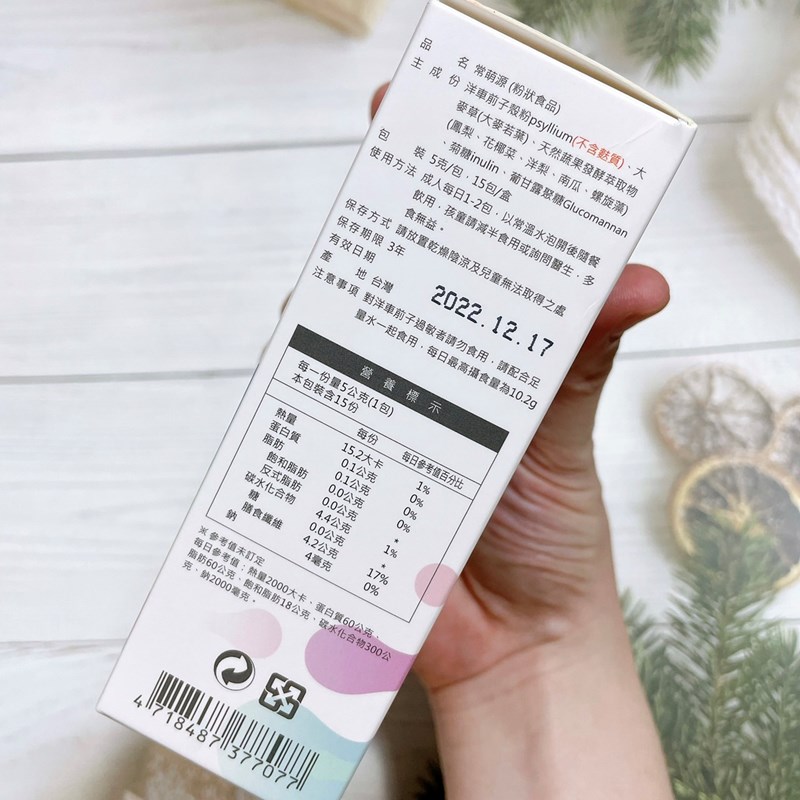 品 名 常萌源 (粉狀食品)
主 成 份 洋車前子殼粉psyllium(不含麩質)、大
麥草(大麥若葉)、天然蔬果發酵萃取物
(鳳梨、花椰菜、洋梨、南瓜、螺旋藻)
、菊糖inulin、葡甘露聚糖Glucomannan
包 裝 5克/包，15包/盒
使用方法 成人每日1-2包，以常溫水泡開後隨餐
飲用，孩童請減半食用或詢問醫生，多
食無益。
保存方式 請放置乾燥陰涼及兒童無法取得之處
保存期限 3年
有效日期 2022.12.17
產 地 台灣
注意事項 對洋車前子過敏者請勿食用，請配合足
量水一起食用，每日最高攝食量為10.2g
營養標示
每一份量5公克(1包)
本包裝含15份
每份 每日參考值百分比
熱量 15.2大卡 1%
蛋白質 0.1公克 0%
脂肪 0.1公克 0%
飽和脂肪 0.0公克 0%
反式脂肪 0.0公克 *
碳水化合物 4.4公克 1%
糖 0.0公克 *
膳食纖維 4.2公克 17%
鈉 4毫克 0%
※參考值未訂定
每日參考值：熱量2000大卡、蛋白質60公克、
脂肪60公克、飽和脂肪18公克、碳水化合物300公
克、鈉2000毫克。
4 718487 377077